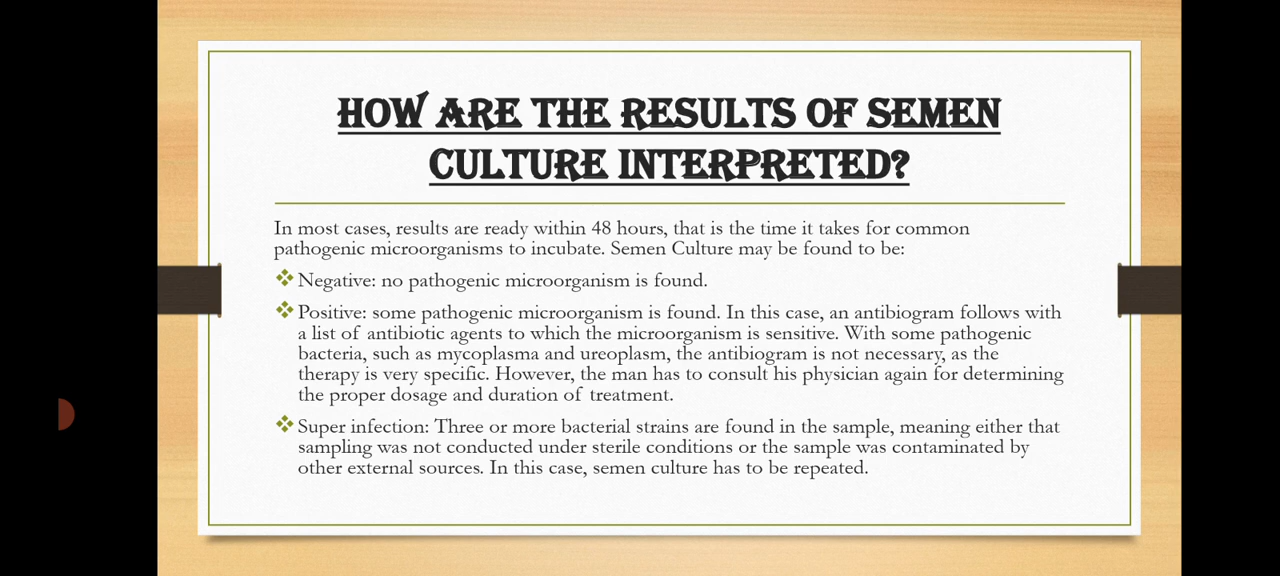 HOW ARE THE RESULTS OF SEMEN
CULTURE INTERPRETED?
In most cases, results are ready within 48 hours, that is the time it takes for common
pathogenic microorganisms to incubate. Semen Culture may be found to be:
❖Negative: no pathogenic microorganism is found.
❖Positive: some pathogenic microorganism is found. In this case, an antibiogram follows with
a list of antibiotic agents to which the microorganism is sensitive. With some pathogenic
bacteria, such as mycoplasma and ureoplasm, the antibiogram is not necessary, as the
therapy is very specific. However, the man has to consult his physician again for determining
the proper dosage and duration of treatment.
❖Super infection: Three or more bacterial strains are found in the sample, meaning either that
sampling was not conducted under sterile conditions or the sample was contaminated by
other external sources. In this case, semen culture has to be repeated.